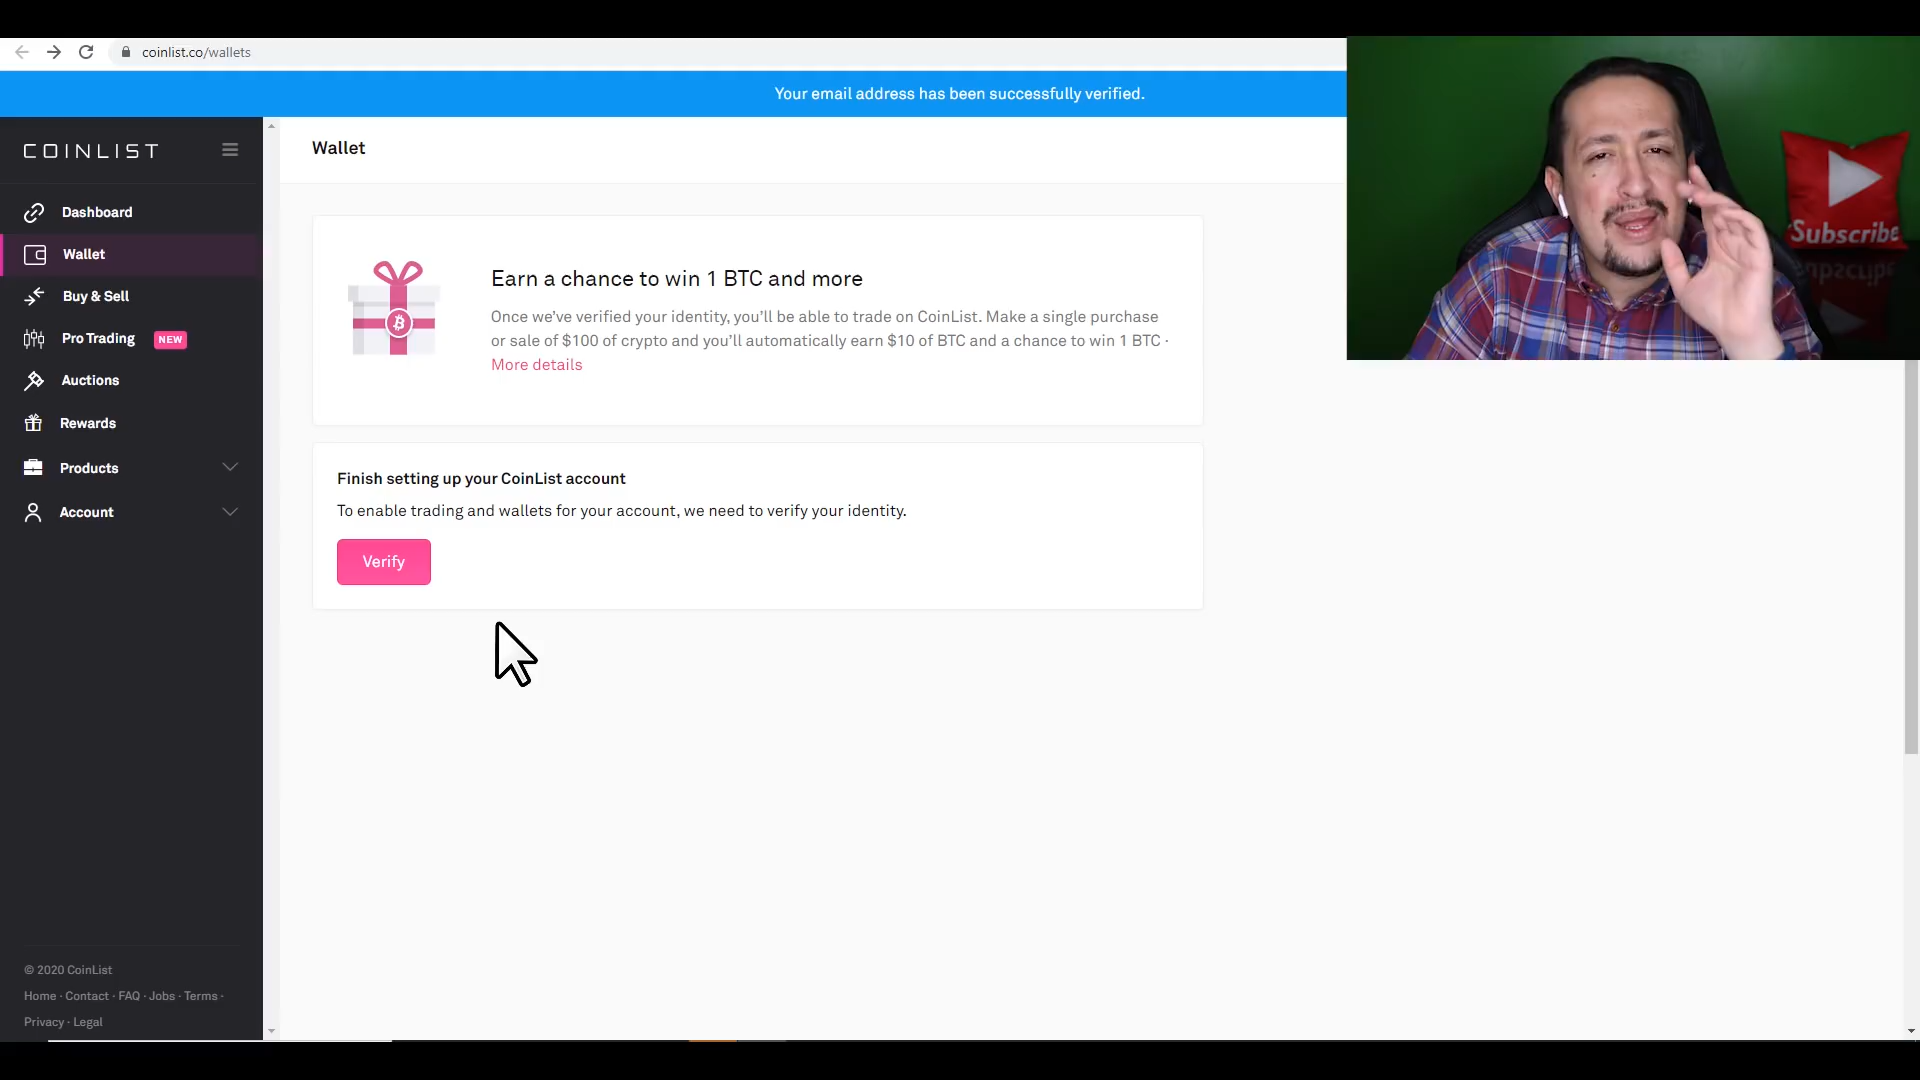 coinlist.co/wallets
Your email address has been successfully verified.
COINLIST
Dashboard
Wallet
Buy & Sell
Pro Trading NEW
Auctions
Rewards
Products
Account
© 2020 CoinList
Home · Contact · FAQ · Jobs · Terms ·
Privacy · Legal
Wallet
Earn a chance to win 1 BTC and more
Once we’ve verified your identity, you’ll be able to trade on CoinList. Make a single purchase
or sale of $100 of crypto and you’ll automatically earn $10 of BTC and a chance to win 1 BTC ·
More details
Finish setting up your CoinList account
To enable trading and wallets for your account, we need to verify your identity.
Verify
Subscribe